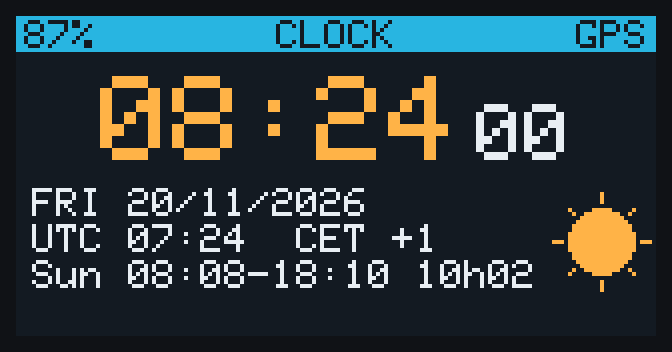 87% CLOCK GPS
08:24 00
FRI 20/11/2026
UTC 07:24 CET +1
Sun 08:08-18:10 10h02